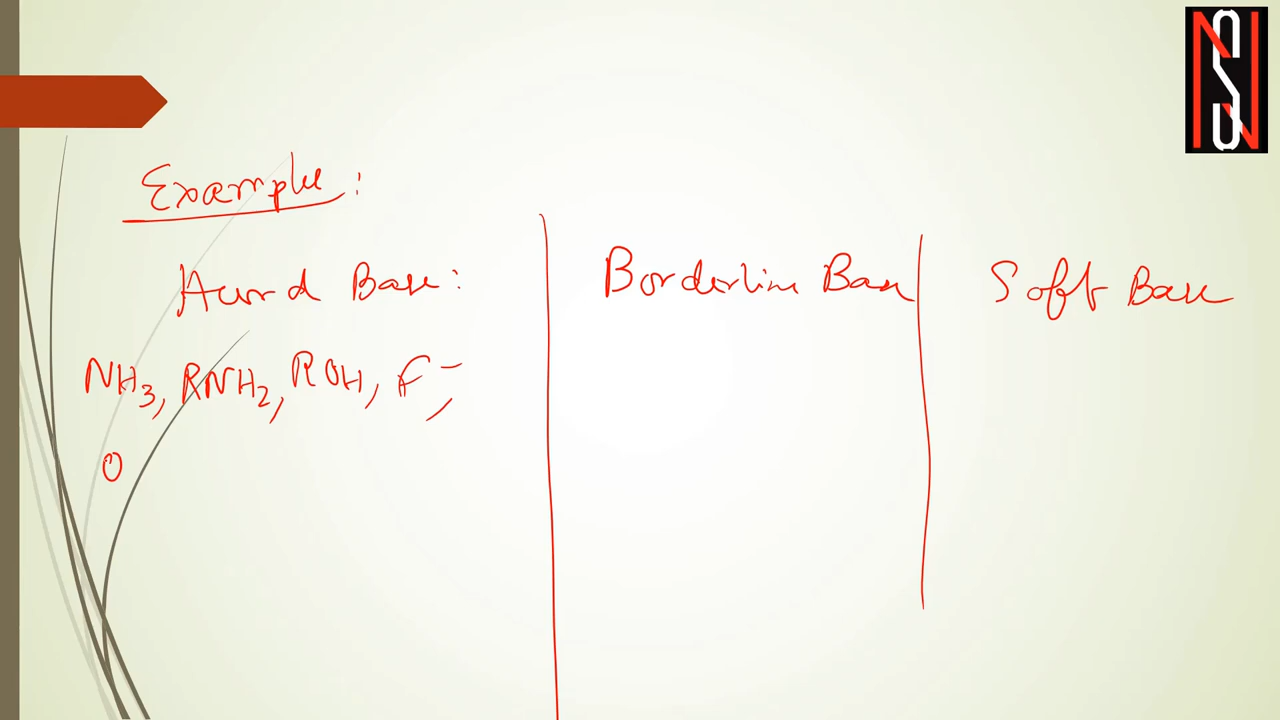 Example:
Hard Base:
Borderline Base
Soft Base
NH3, RNH2, ROH, F-,
O